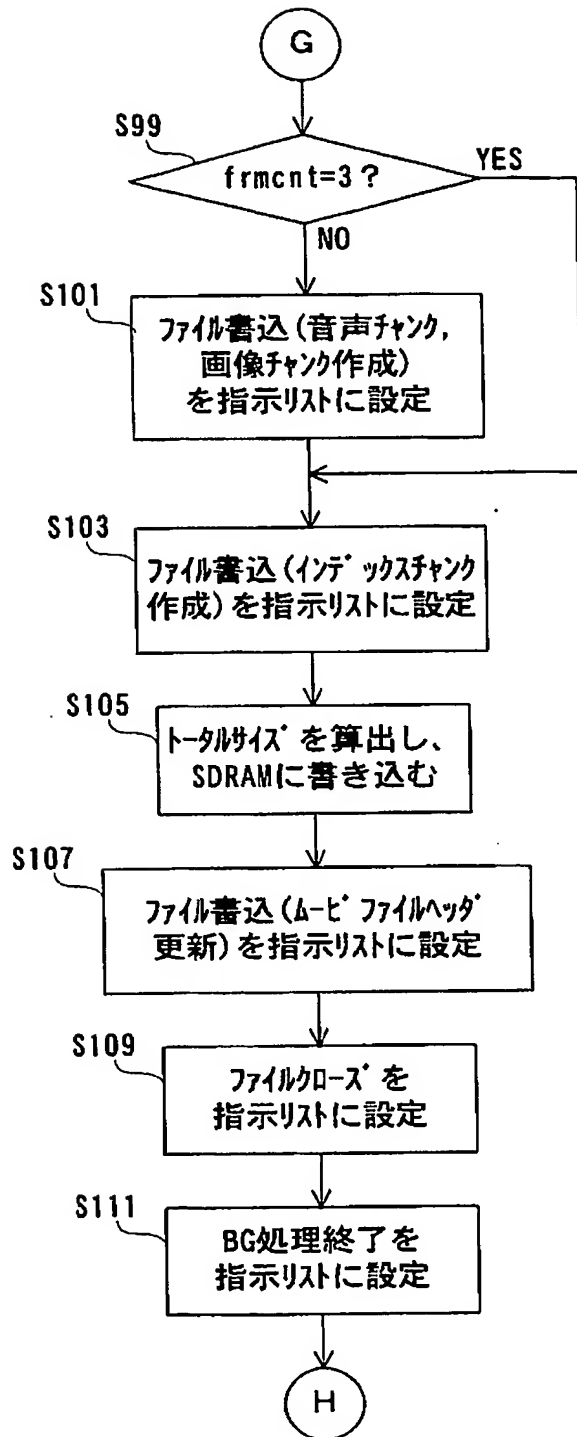 G
S99
frmcnt=3?
YES
NO
S101
ファイル書込(音声チャンク,
画像チャンク作成)
を指示リストに設定
S103
ファイル書込(インデックスチャンク
作成)を指示リストに設定
S105
トータルサイズを算出し、
SDRAMに書き込む
S107
ファイル書込(ムービファイルヘッダ
更新)を指示リストに設定
S109
ファイルクローズを
指示リストに設定
S111
BG処理終了を
指示リストに設定
H